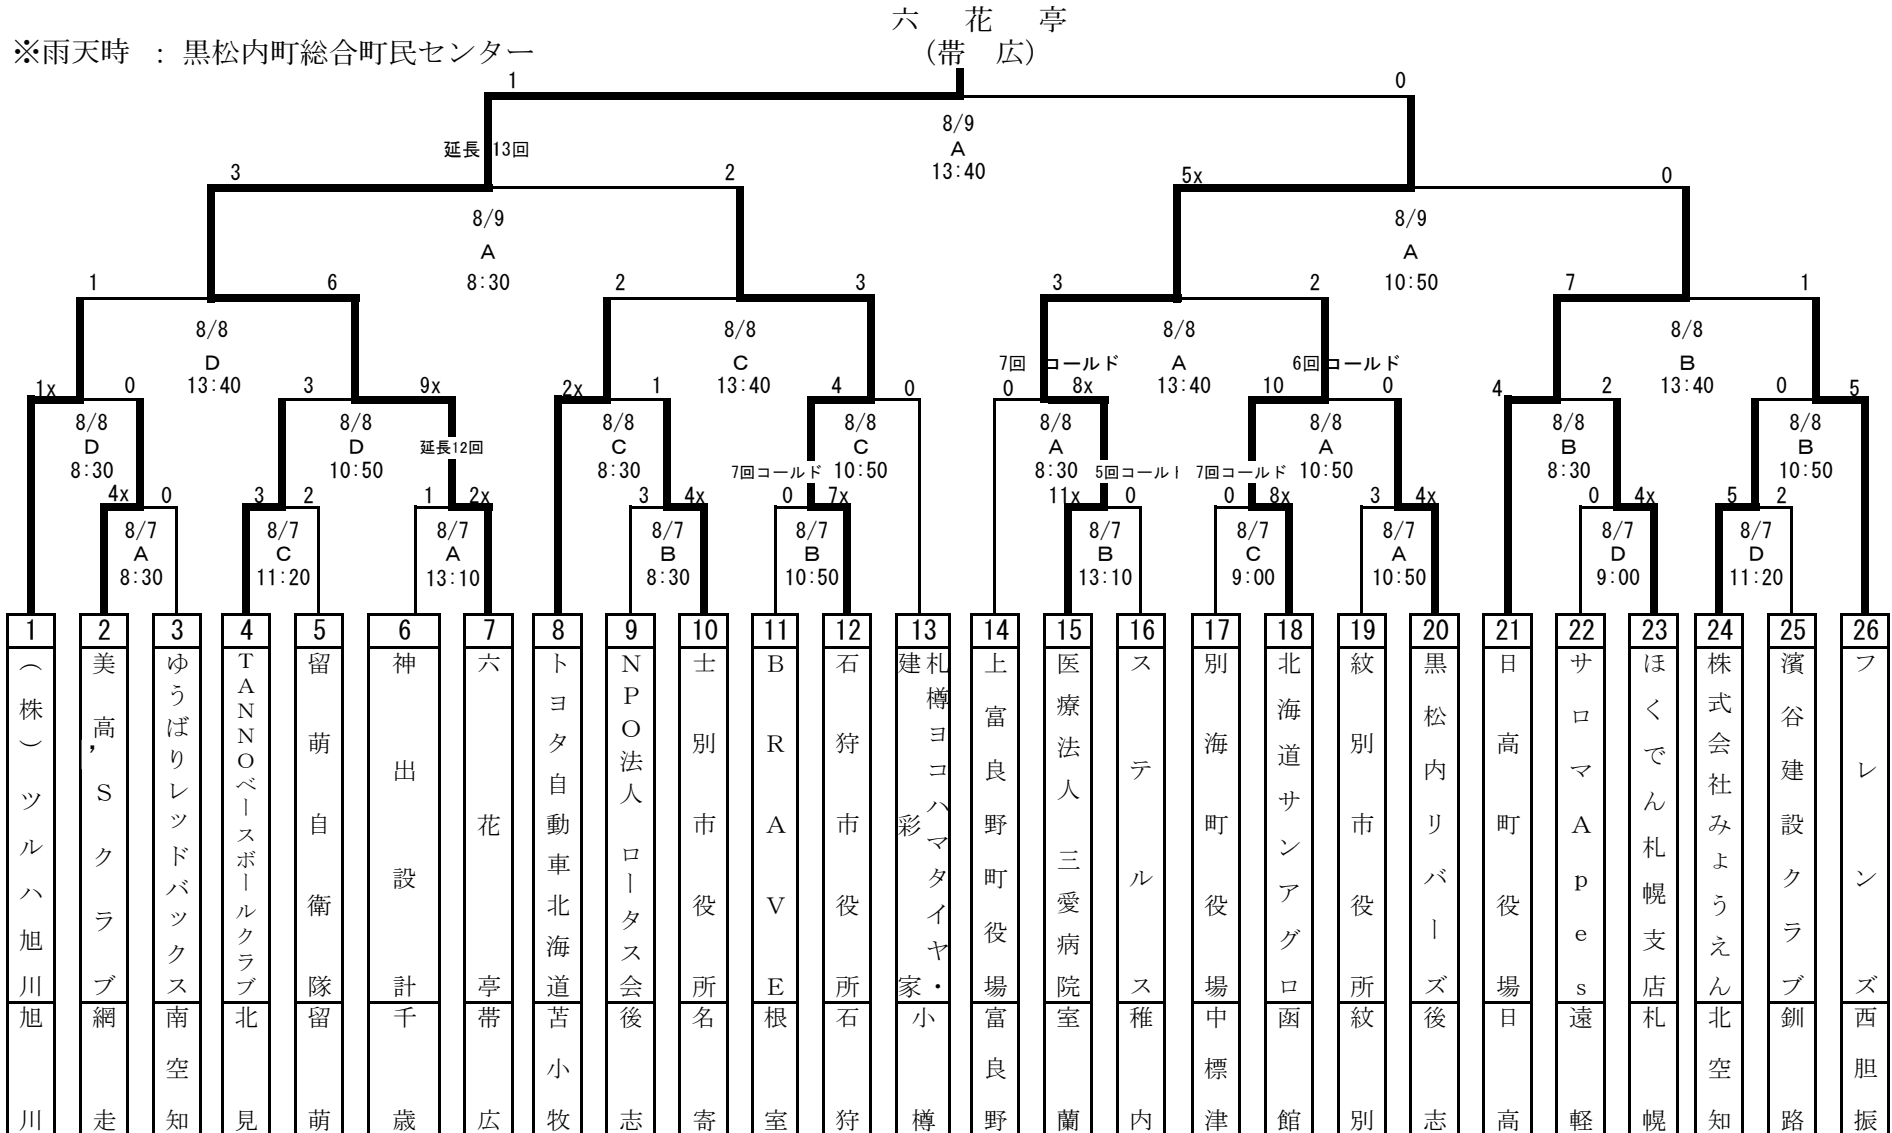 六　花　亭
※雨天時　：黒松内町総合町民センター
（帯　広）
1
0
8/9
A
13:40
延長 13回
3
2
5x
0
8/9
A
8:30
8/9
A
10:50
1
6
2
3
3
2
7
1
8/8
D
13:40
8/8
C
13:40
8/8
A
13:40
8/8
B
13:40
7回 コールド
6回 コールド
1x
0
3
9x
2x
1
4
0
0
8x
10
0
4
2
0
5
8/8
D
8:30
8/8
D
10:50
延長12回
8/8
C
8:30
7回コールド
8/8
C
10:50
8/8
A
8:30
5回コールド
7回コールド
8/8
A
10:50
8/8
B
8:30
8/8
B
10:50
4x
0
3
2
1
2x
3
4x
0
7x
11x
0
0
8x
3
4x
0
4x
5
2
8/7
A
8:30
8/7
C
11:20
8/7
A
13:10
8/7
B
8:30
8/7
B
10:50
8/7
B
13:10
8/7
C
9:00
8/7
A
10:50
8/7
D
9:00
8/7
D
11:20
1
（株）ツルハ旭川
旭川
2
美高’Sクラブ
網走
3
ゆうばりレッドバックス
南空知
4
TANNOベースボールクラブ
北見
5
留萌自衛隊
留萌
6
神出設計
千歳
7
六花亭
帯広
8
トヨタ自動車北海道
苫小牧
9
NPO法人　ロータス会
後志
10
士別市役所
名寄
11
BRAVE
根室
12
石狩市役所
石狩
13
札樽ヨコハマタイヤ・
建彩家
小樽
14
上富良野町役場
富良野
15
医療法人　三愛病院
室蘭
16
ステルス
稚内
17
別海町役場
中標津
18
北海道サンアグロ
函館
19
紋別市役所
紋別
20
黒松内リバーズ
後志
21
日高町役場
日高
22
サロマApes
遠軽
23
ほくでん札幌支店
札幌
24
株式会社みょうえん
北空知
25
濱谷建設クラブ
釧路
26
フレンズ
西胆振